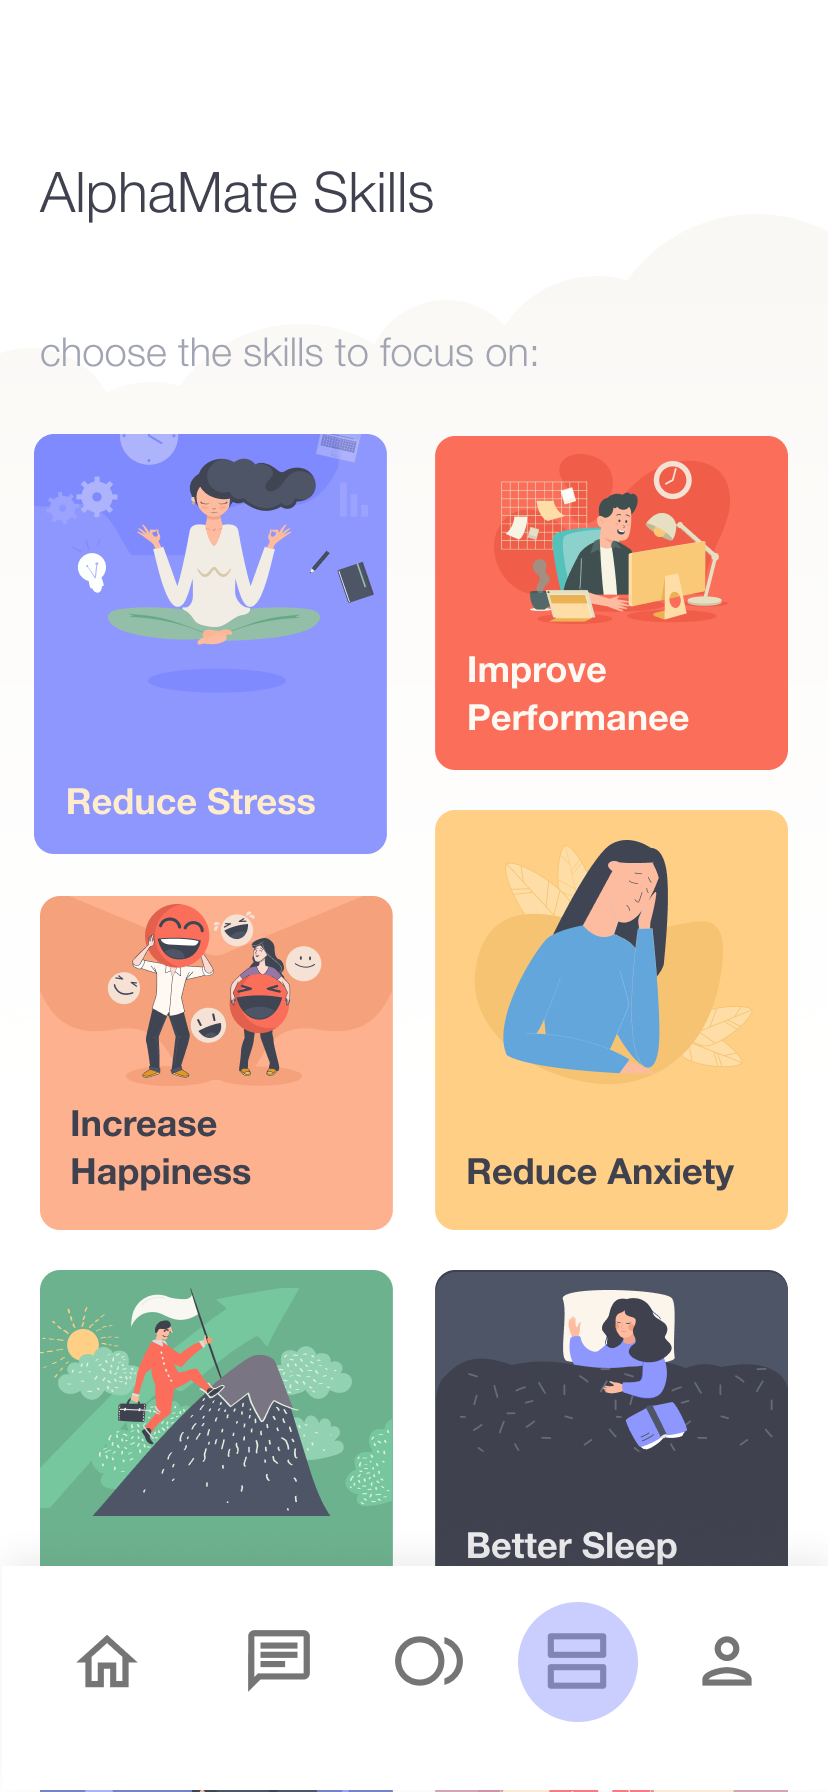 AlphaMate Skills
choose the skills to focus on:
Reduce Stress
Improve
Performanee
Increase
Happiness
Reduce Anxiety
Better Sleep